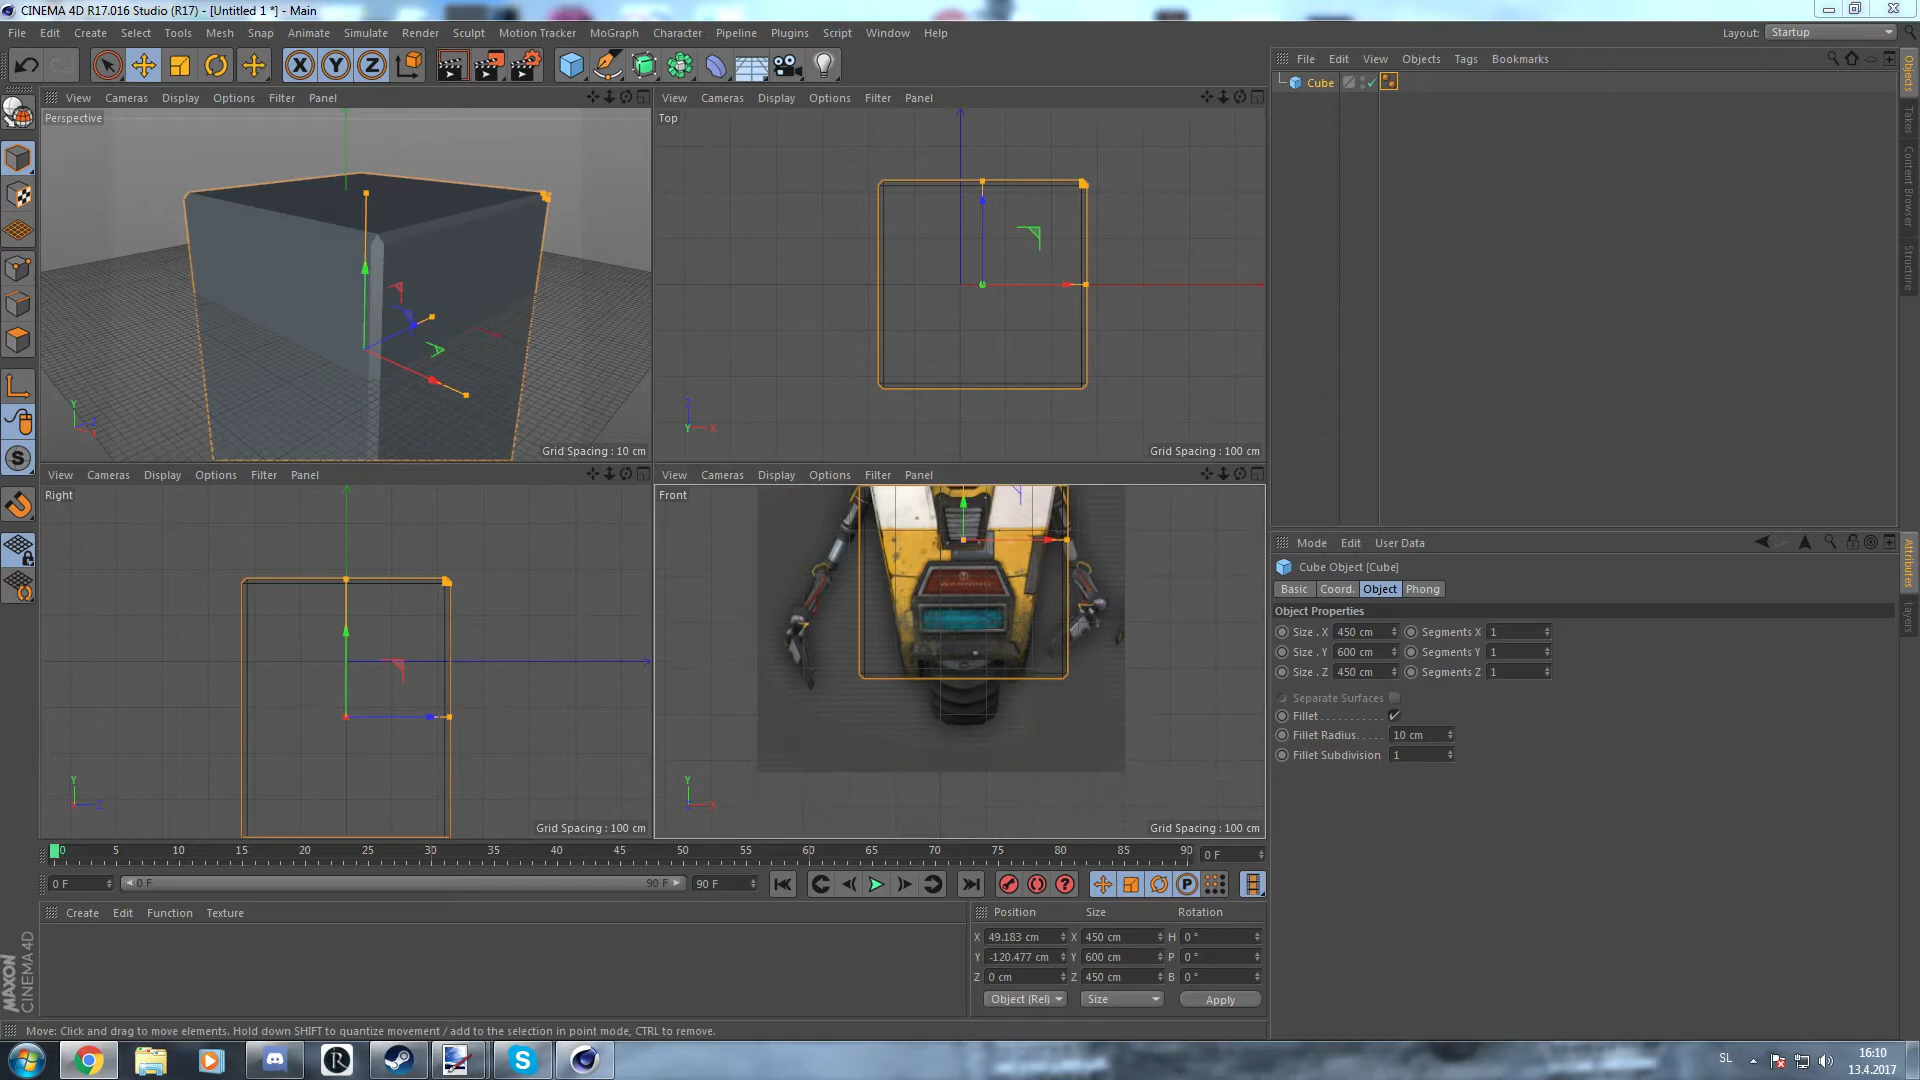 CINEMA 4D R17.016 Studio (R17) - [Untitled 1 *] - Main
File Edit Create Select Tools Mesh Snap Animate Simulate Render Sculpt Motion Tracker MoGraph Character Pipeline Plugins Script Window Help
Layout: Startup
X Y Z
File Edit View Objects Tags Bookmarks
Cube
Objects
Takes
Content Browser
Structure
View Cameras Display Options Filter Panel
Perspective
Y
Z
X
Grid Spacing : 10 cm
View Cameras Display Options Filter Panel
Top
Z
Y X
Grid Spacing : 100 cm
View Cameras Display Options Filter Panel
Right
Y
X Z
Grid Spacing : 100 cm
View Cameras Display Options Filter Panel
Front
WARNING
Y
Z X
Grid Spacing : 100 cm
S
Mode Edit User Data
Attributes
Layers
Cube Object [Cube]
Basic Coord. Object Phong
Object Properties
Size . X 450 cm Segments X 1
Size . Y 600 cm Segments Y 1
Size . Z 450 cm Segments Z 1
Separate Surfaces
Fillet . . . . . . . . . . .
Fillet Radius. . . . . 10 cm
Fillet Subdivision 1
0 5 10 15 20 25 30 35 40 45 50 55 60 65 70 75 80 85 90 0 F
0 F 0 F 90 F 90 F
? P
Create Edit Function Texture
Position Size Rotation
X 49.183 cm X 450 cm H 0 °
Y -120.477 cm Y 600 cm P 0 °
Z 0 cm Z 450 cm B 0 °
Object (Rel) Size Apply
MAXON
CINEMA 4D
Move: Click and drag to move elements. Hold down SHIFT to quantize movement / add to the selection in point mode, CTRL to remove.
R
S
SL
16:10
13.4.2017